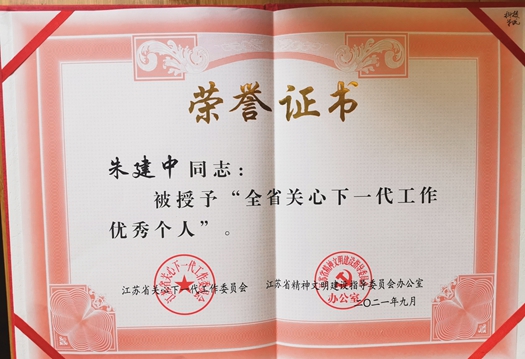 荣誉证书
朱建中同志：
被授予“全省关心下一代工作
优秀个人”。
江苏省关心下一代工作委员会 江苏省精神文明建设指导委员会办公室
办公室
二〇二一年九月